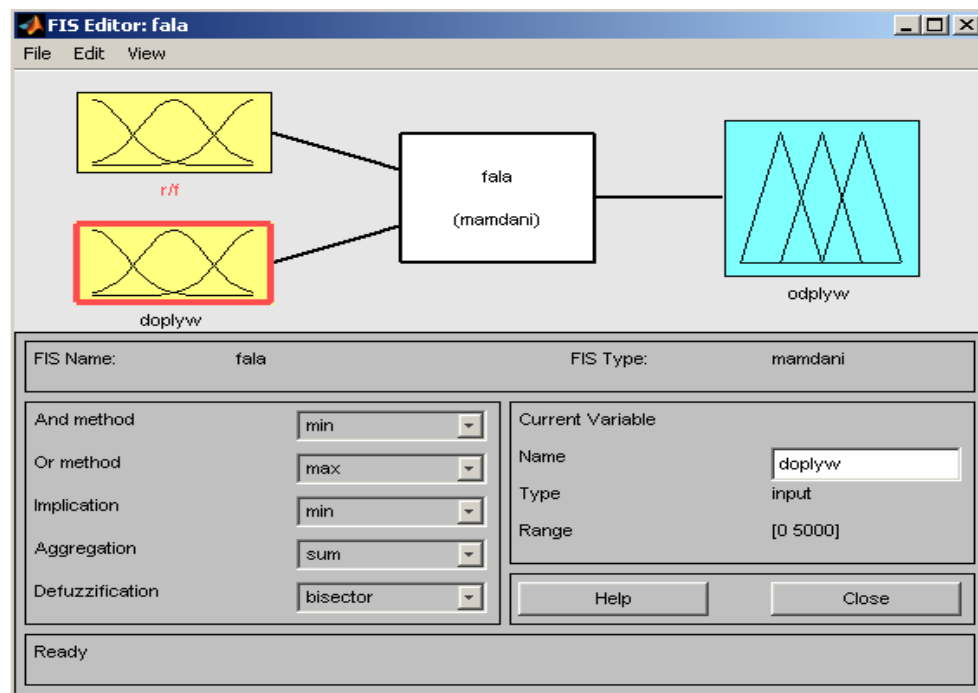 FIS Editor: fala
File Edit View
r/f
doplyw
fala
(mamdani)
odplyw
FIS Name: fala FIS Type: mamdani
And method min
Or method max
Implication min
Aggregation sum
Defuzzification bisector
Current Variable
Name doplyw
Type input
Range [0 5000]
Help Close
Ready